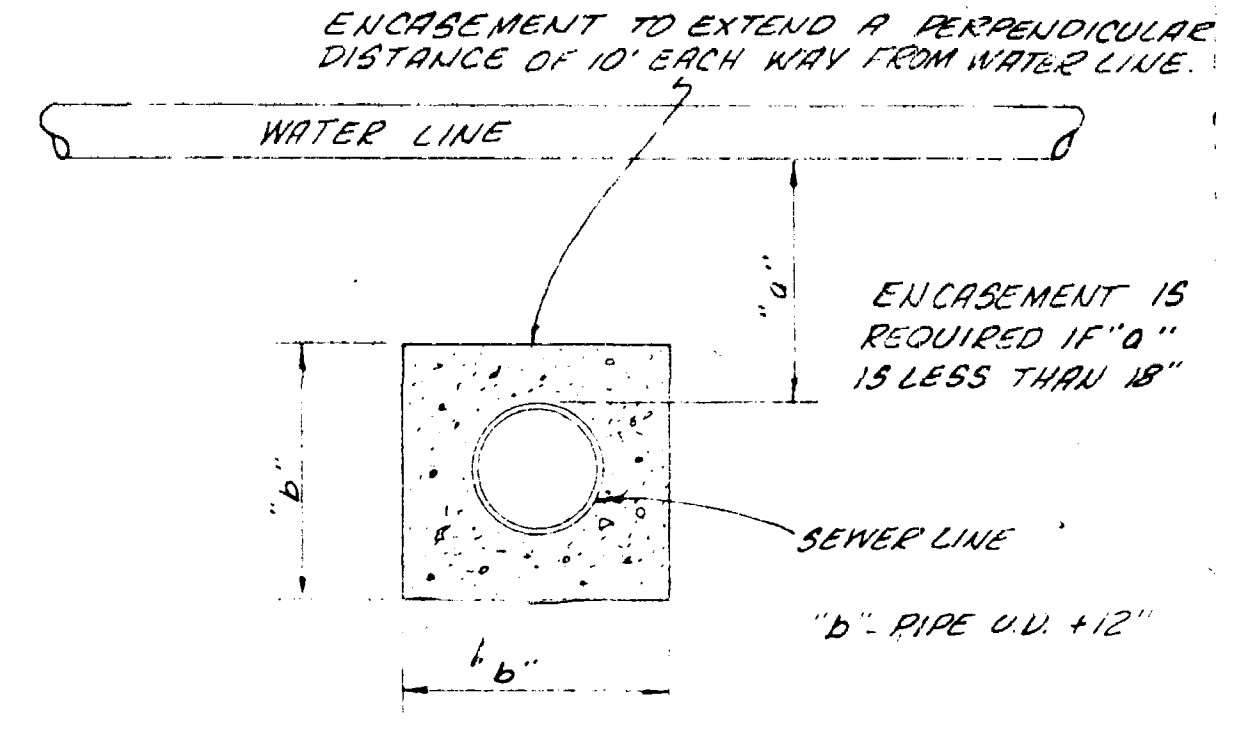 ENCASEMENT TO EXTEND A PERPENDICULAR
DISTANCE OF 10' EACH WAY FROM WATER LINE.
WATER LINE
"a"
ENCASEMENT IS
REQUIRED IF "a"
IS LESS THAN 18"
"b"
SEWER LINE
"b" - PIPE O.D. +12"
"b"